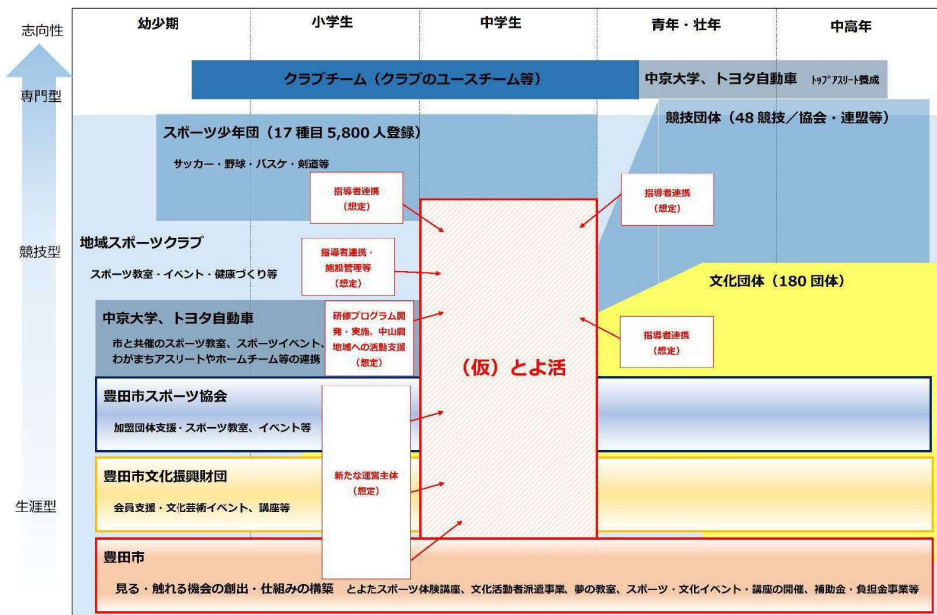 志向性
幼少期
小学生
中学生
青年・壮年
中高年
専門型
クラブチーム（クラブのユースチーム等）
中京大学、トヨタ自動車 トップアスリート養成
スポーツ少年団（17 種目 5,800 人登録）
サッカー・野球・バスケ・剣道等
競技団体（48 競技／協会・連盟等）
指導者連携
（想定）
指導者連携
（想定）
競技型
地域スポーツクラブ
スポーツ教室・イベント・健康づくり等
指導者連携・
施設管理等
（想定）
文化団体（180 団体）
中京大学、トヨタ自動車
市と共催のスポーツ教室、スポーツイベント、
わがまちアスリートやホームチーム等の連携
研修プログラム開
発・実施、中山間
地域への活動支援
（想定）
指導者連携
（想定）
（仮）とよ活
豊田市スポーツ協会
加盟団体支援・スポーツ教室、イベント等
豊田市文化振興財団
会員支援・文化芸術イベント、講座等
新たな運営主体
（想定）
生涯型
豊田市
見る・触れる機会の創出・仕組みの構築 とよたスポーツ体験講座、文化活動者派遣事業、夢の教室、スポーツ・文化イベント・講座の開催、補助金・負担金事業等